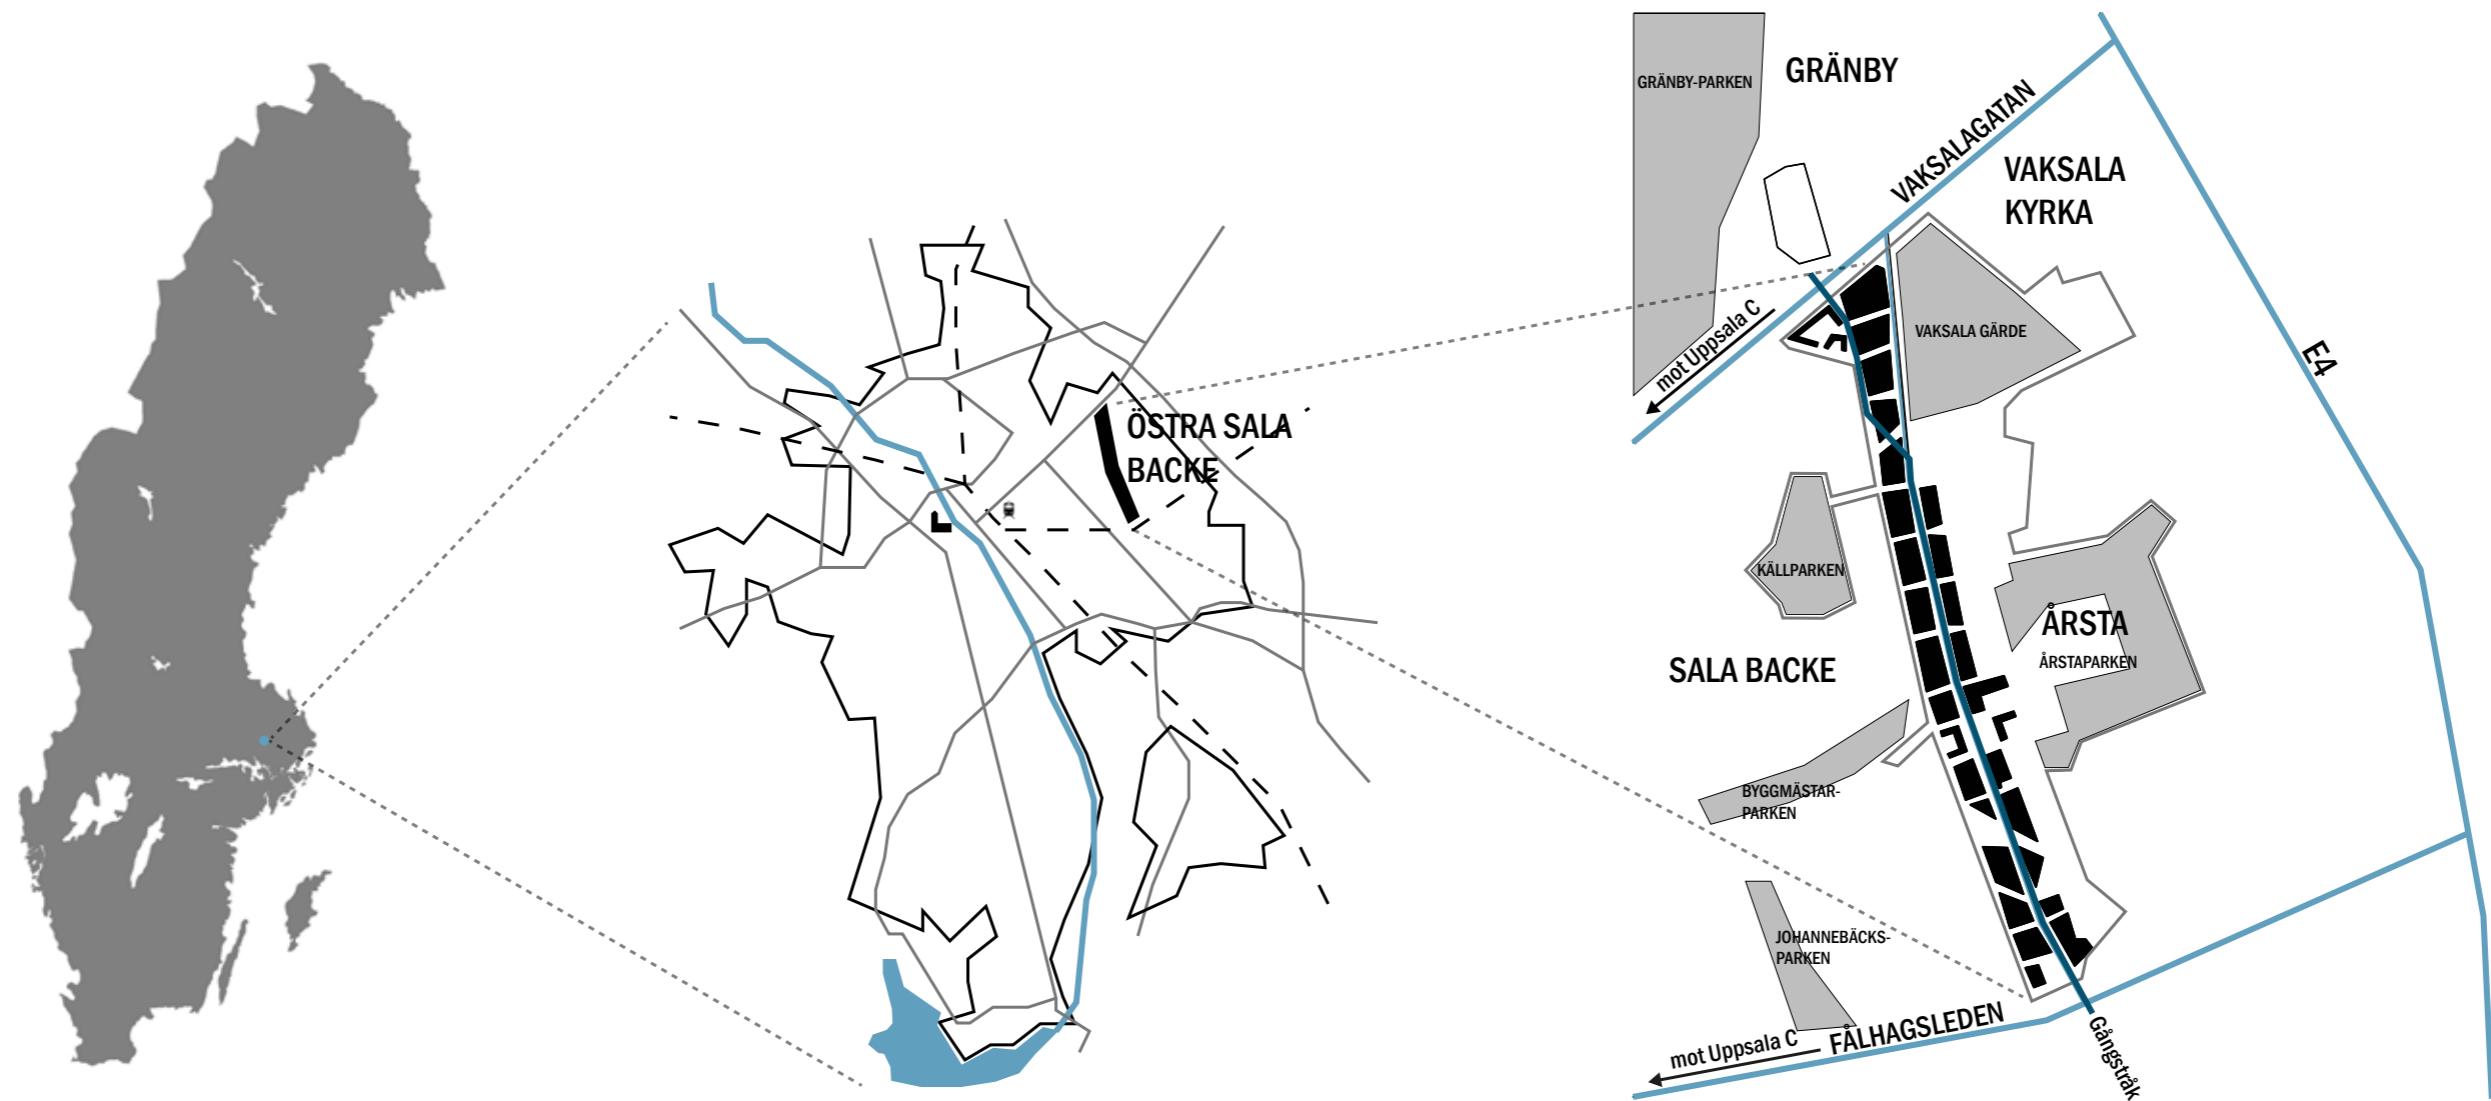 ÖSTRA SALA
BACKE
GRÄNBY-PARKEN
GRÄNBY
VAKSALAGATAN
VAKSALA
KYRKA
mot Uppsala C
VAKSALA GÄRDE
E4
KÄLLPARKEN
ÅRSTA
ÅRSTAPARKEN
SALA BACKE
BYGGMÄSTAR-
PARKEN
JOHANNEBÄCKS-
PARKEN
mot Uppsala C
FÅLHAGSLEDEN
Gångstråk